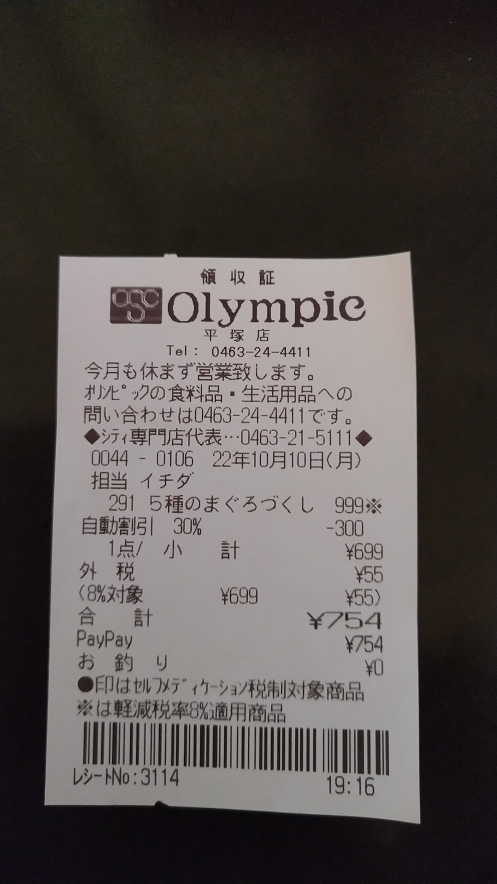 領収証
OSC Olympic
平塚店
Tel： 0463-24-4411
今月も休まず営業致します。
ｵﾘﾝﾋﾟｯｸの食料品・生活用品への
問い合わせは0463-24-4411です。
◆ｼﾃｨ専門店代表…0463-21-5111◆
0044 - 0106 22年10月10日(月)
担当 イチダ
291 5種のまぐろづくし 999※
自動割引 30% -300
1点/ 小 計 ¥699
外 税 ¥55
(8%対象 ¥699 ¥55)
合 計 ¥754
PayPay ¥754
お 釣 り ¥0
●印はｾﾙﾌﾒﾃﾞｨｹｰｼｮﾝ税制対象商品
※は軽減税率8%適用商品
ﾚｼｰﾄNo:3114 19:16